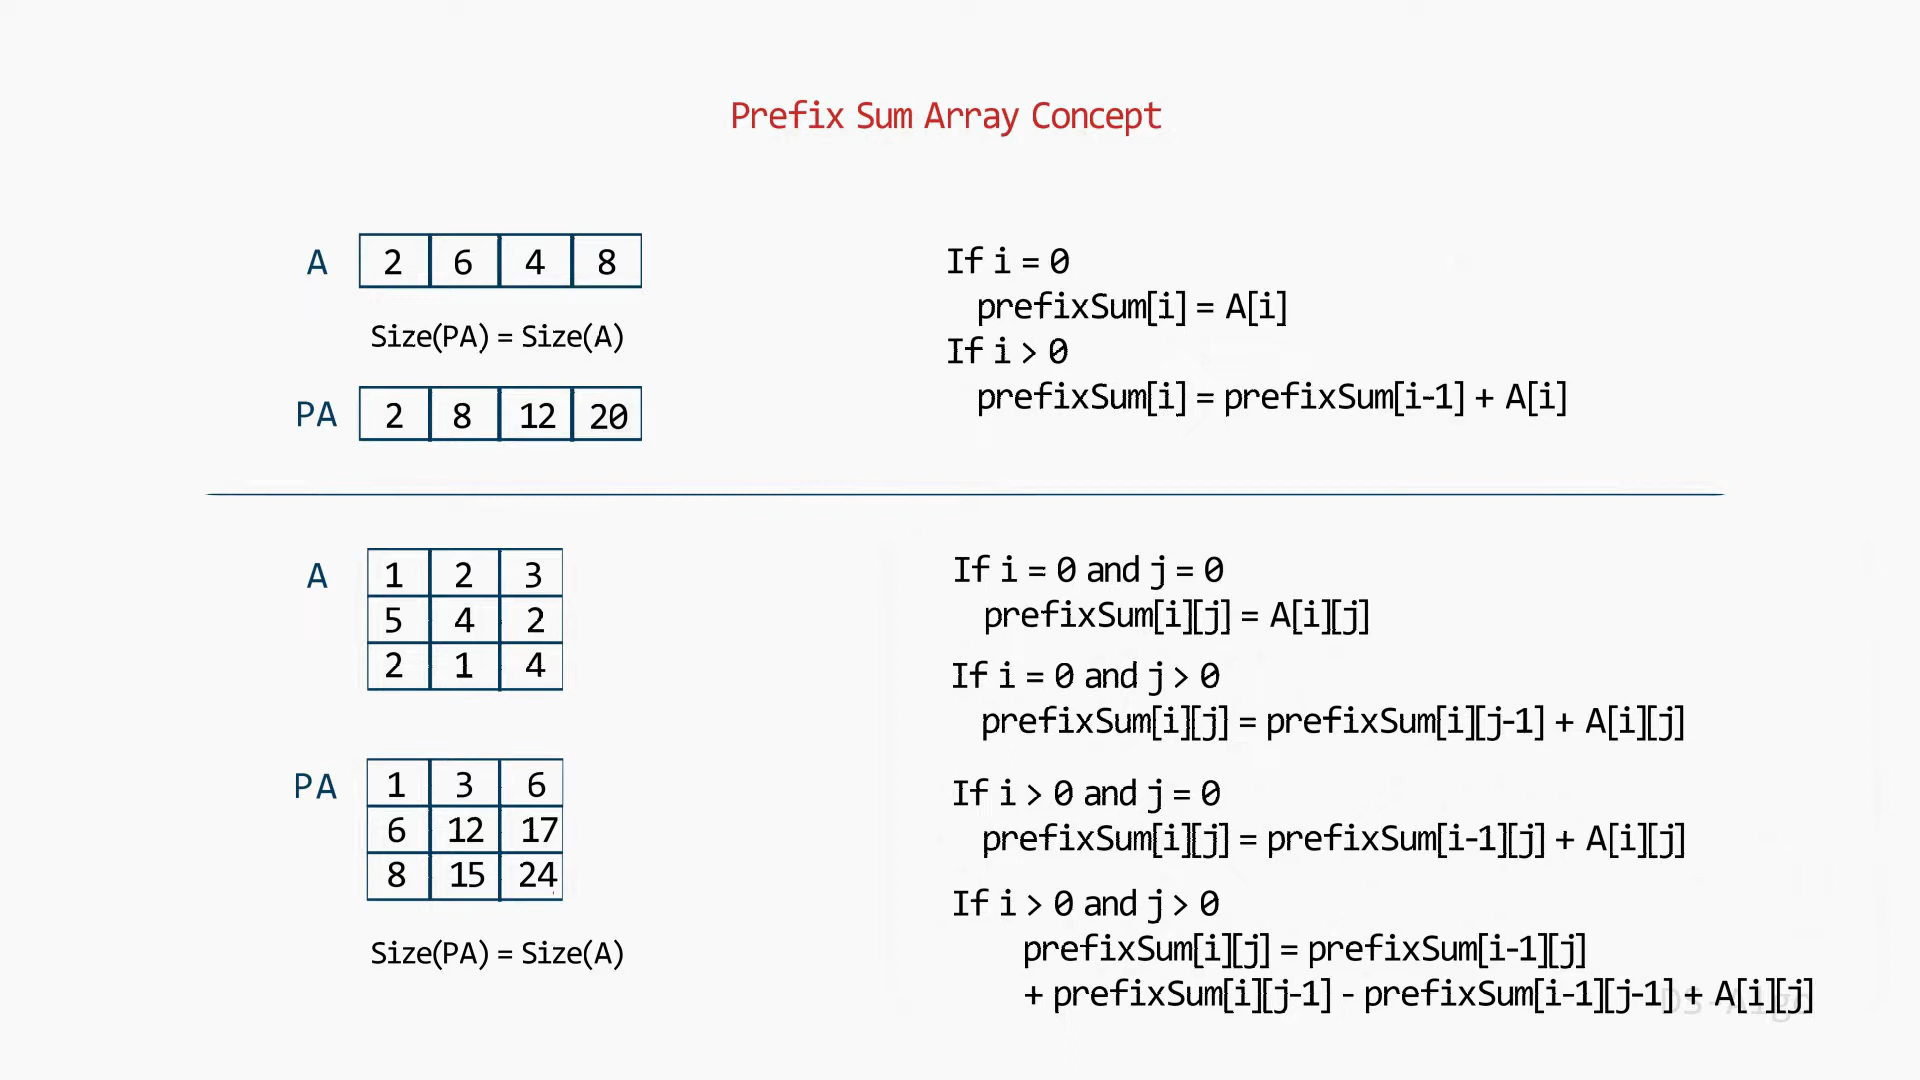 Prefix Sum Array Concept
A 2 6 4 8
Size(PA) = Size(A)
PA 2 8 12 20
If i = 0
prefixSum[i] = A[i]
If i > 0
prefixSum[i] = prefixSum[i-1] + A[i]
A 1 2 3
5 4 2
2 1 4
PA 1 3 6
6 12 17
8 15 24
Size(PA) = Size(A)
If i = 0 and j = 0
prefixSum[i][j] = A[i][j]
If i = 0 and j > 0
prefixSum[i][j] = prefixSum[i][j-1] + A[i][j]
If i > 0 and j = 0
prefixSum[i][j] = prefixSum[i-1][j] + A[i][j]
If i > 0 and j > 0
prefixSum[i][j] = prefixSum[i-1][j]
+ prefixSum[i][j-1] - prefixSum[i-1][j-1] + A[i][j]